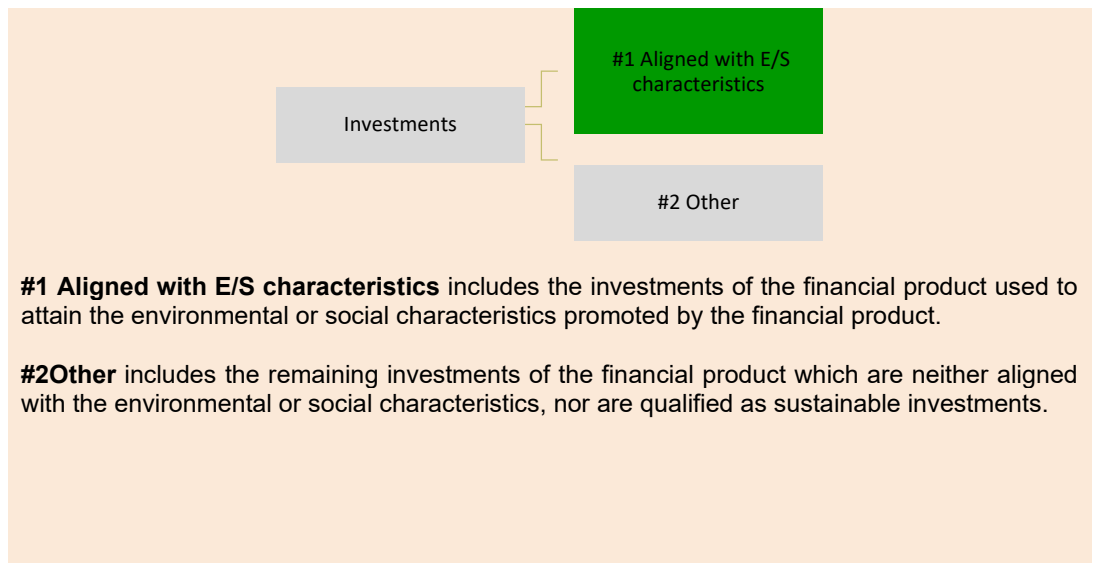 #1 Aligned with E/S
characteristics
Investments
#2 Other
#1 Aligned with E/S characteristics includes the investments of the financial product used to
attain the environmental or social characteristics promoted by the financial product.
#2Other includes the remaining investments of the financial product which are neither aligned
with the environmental or social characteristics, nor are qualified as sustainable investments.